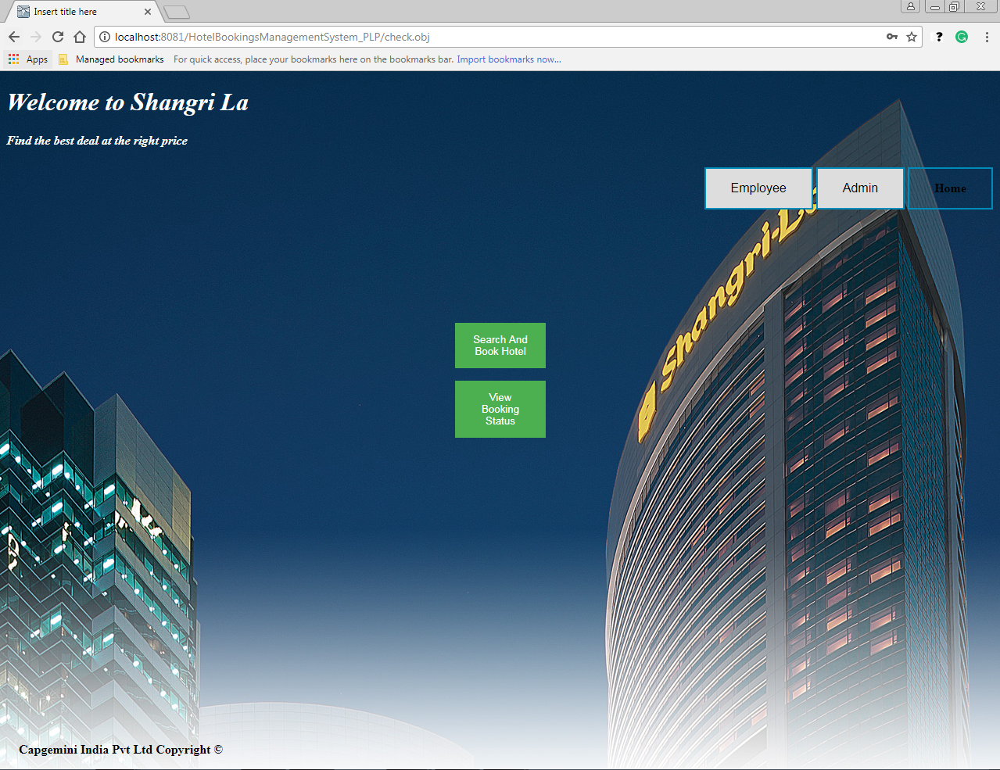 Insert title here
localhost:8081/HotelBookingsManagementSystem_PLP/check.obj
Apps Managed bookmarks For quick access, place your bookmarks here on the bookmarks bar. Import bookmarks now...
Welcome to Shangri La
Find the best deal at the right price
Employee Admin Home
Shangri-La
Search And
Book Hotel
View
Booking
Status
Capgemini India Pvt Ltd Copyright ©